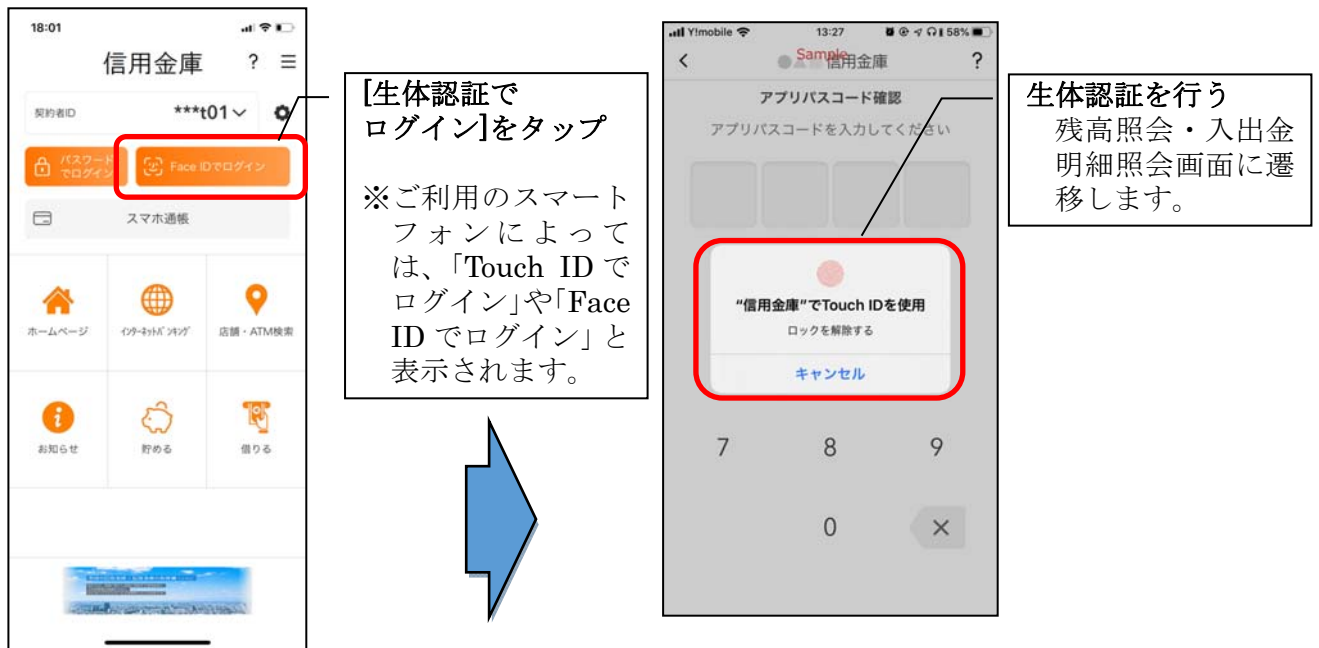 18:01
信用金庫
?
契約者ID
***t01
パスワード
でログイン
Face IDでログイン
スマホ通帳
ホームページ
インターネットバンキング
店舗・ATM検索
お知らせ
貯める
借りる
[生体認証で
ログイン]をタップ
※ご利用のスマート
フォンによって
は、「Touch ID で
ログイン」や「Face
ID でログイン」と
表示されます。
Y!mobile
13:27
58%
Sample
信用金庫
?
アプリパスコード確認
アプリパスコードを入力してください
“信用金庫”でTouch IDを使用
ロックを解除する
キャンセル
7 8 9
0
生体認証を行う
残高照会・入出金
明細照会画面に遷
移します。